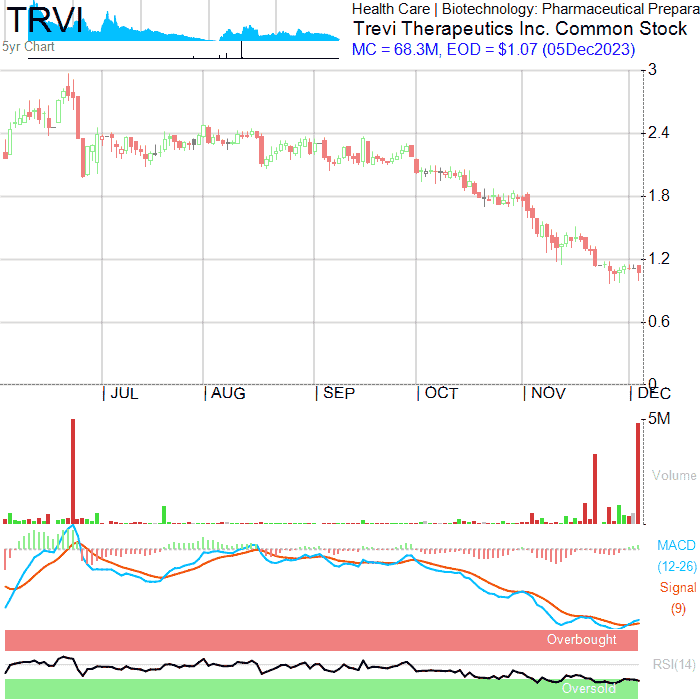 TRVI
5yr Chart
Health Care | Biotechnology: Pharmaceutical Prepara
Trevi Therapeutics Inc. Common Stock
MC = 68.3M, EOD = $1.07 (05Dec2023)
3
2.4
1.8
1.2
0.6
0
| JUL | AUG | SEP | OCT | NOV | DEC
5M
Volume
MACD
(12-26)
Signal
(9)
Overbought
RSI(14)
Oversold